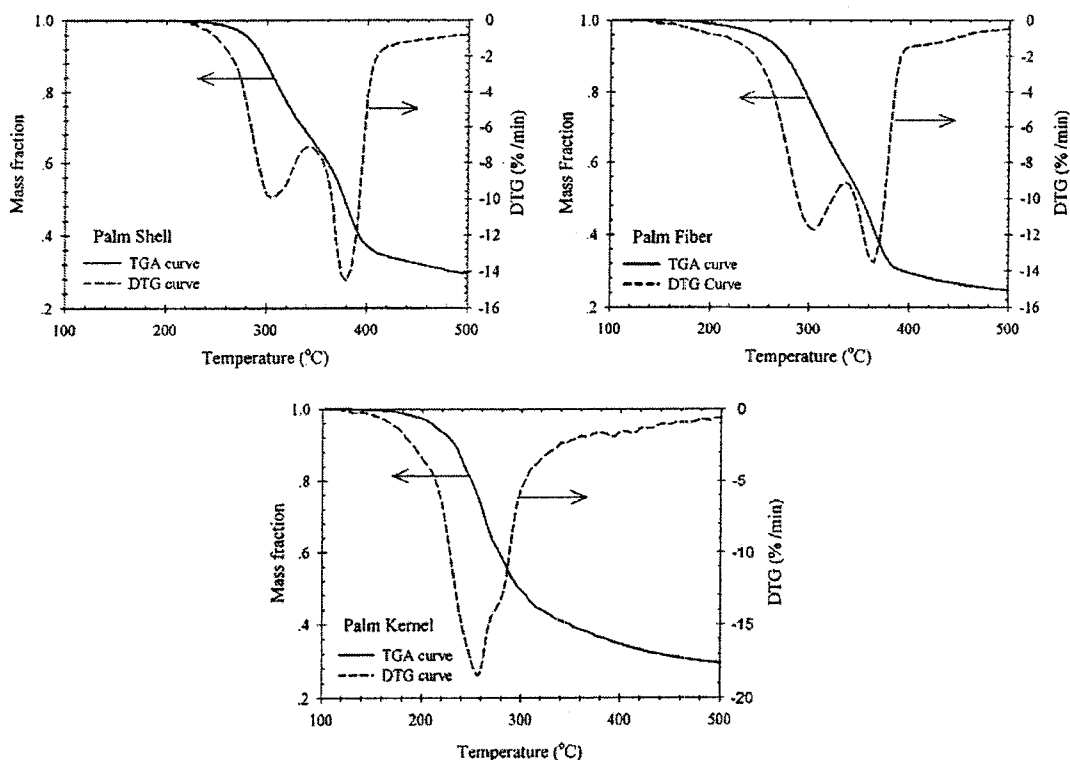 1.0
.8
.6
.4
.2
Mass fraction
0
-2
-4
-6
-8
-10
-12
-14
-16
DTG (% /min)
Palm Shell
TGA curve
DTG curve
100
200
300
400
500
Temperature (°C)
1.0
.8
.6
.4
.2
Mass Fraction
0
-2
-4
-6
-8
-10
-12
-14
-16
DTG (% /min)
Palm Fiber
TGA curve
DTG Curve
100
200
300
400
500
Temperature (°C)
1.0
.8
.6
.4
.2
Mass fraction
0
-5
-10
-15
-20
DTG (% /min)
Palm Kernel
TGA curve
DTG curve
100
200
300
400
500
Temperature (°C)